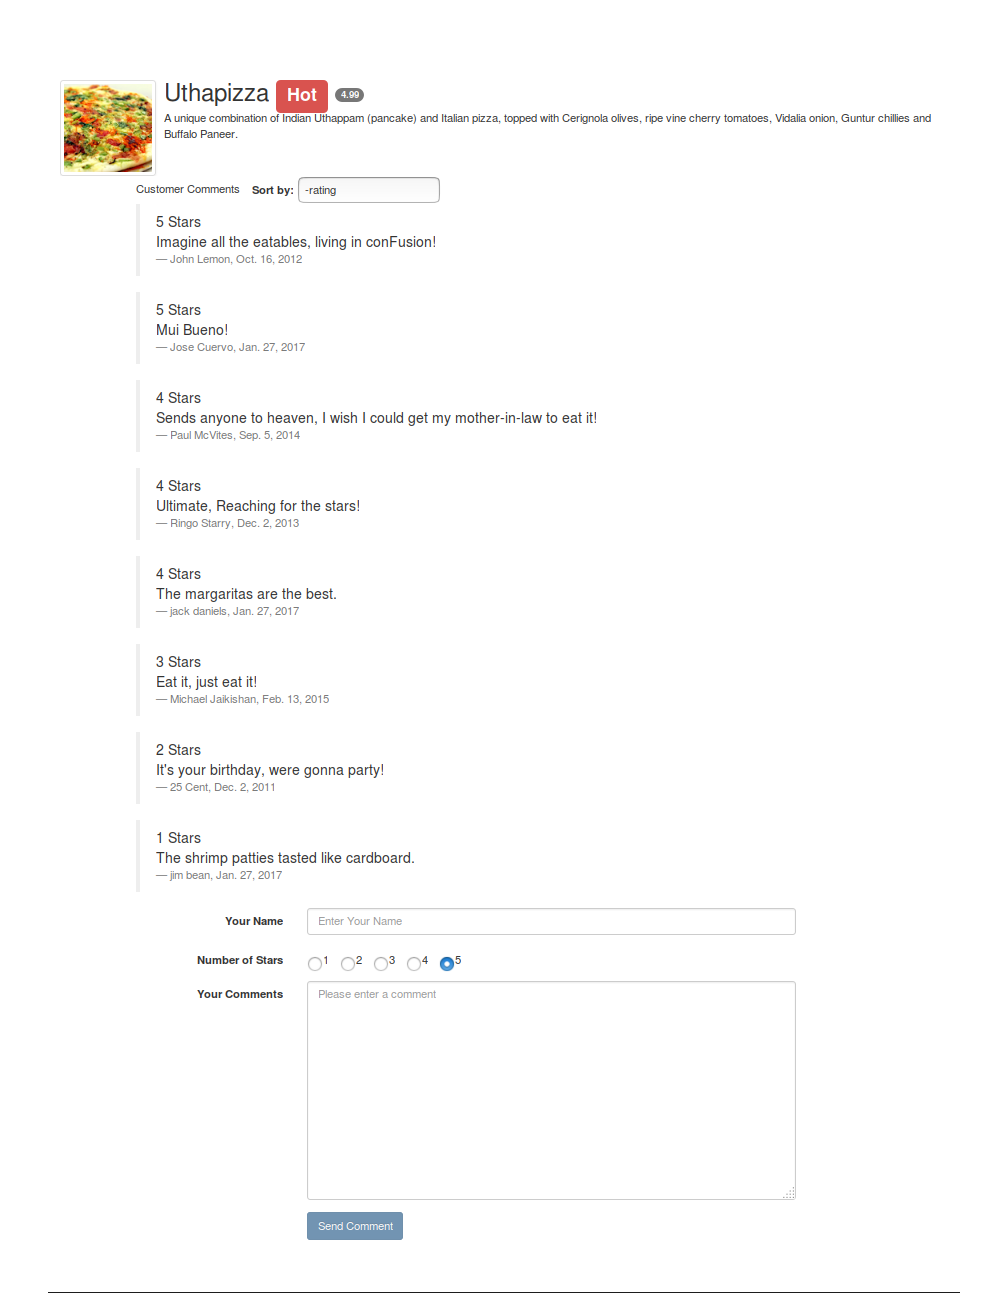 Uthapizza Hot 4.99
A unique combination of Indian Uthappam (pancake) and Italian pizza, topped with Cerignola olives, ripe vine cherry tomatoes, Vidalia onion, Guntur chillies and
Buffalo Paneer.
Customer Comments Sort by: -rating
5 Stars
Imagine all the eatables, living in conFusion!
— John Lemon, Oct. 16, 2012
5 Stars
Mui Bueno!
— Jose Cuervo, Jan. 27, 2017
4 Stars
Sends anyone to heaven, I wish I could get my mother-in-law to eat it!
— Paul McVites, Sep. 5, 2014
4 Stars
Ultimate, Reaching for the stars!
— Ringo Starry, Dec. 2, 2013
4 Stars
The margaritas are the best.
— jack daniels, Jan. 27, 2017
3 Stars
Eat it, just eat it!
— Michael Jaikishan, Feb. 13, 2015
2 Stars
It's your birthday, were gonna party!
— 25 Cent, Dec. 2, 2011
1 Stars
The shrimp patties tasted like cardboard.
— jim bean, Jan. 27, 2017
Your Name Enter Your Name
Number of Stars 1 2 3 4 5
Your Comments Please enter a comment
Send Comment